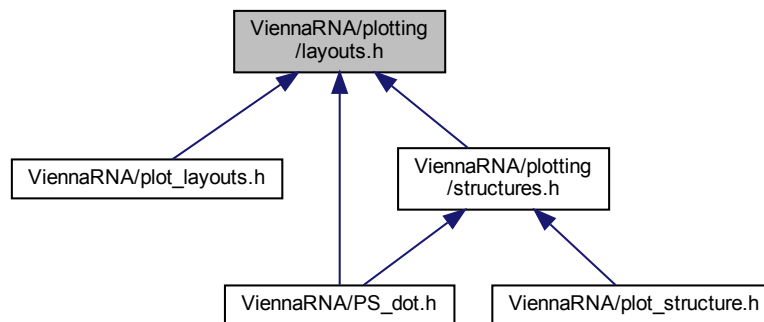 ViennaRNA/plotting
/layouts.h
ViennaRNA/plot_layouts.h
ViennaRNA/plotting
/structures.h
ViennaRNA/PS_dot.h
ViennaRNA/plot_structure.h